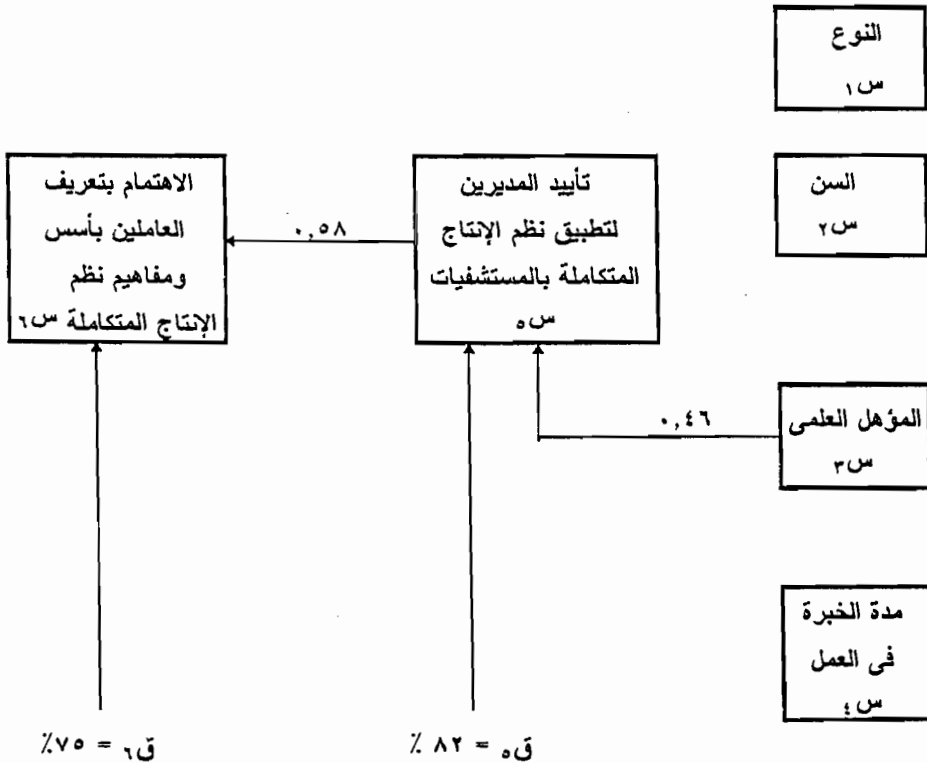 النوع
س١
السن
س٢
تأييد المديرين
لتطبيق نظم الإنتاج
المتكاملة بالمستشفيات
س٥
الاهتمام بتعريف
العاملين بأسس
ومفاهيم نظم
الإنتاج المتكاملة س٦
٠,٥٨
المؤهل العلمى
س٣
٠,٤٦
مدة الخبرة
فى العمل
س٤
ق٥ = ٨٢ ٪
ق٦ = ٧٥٪